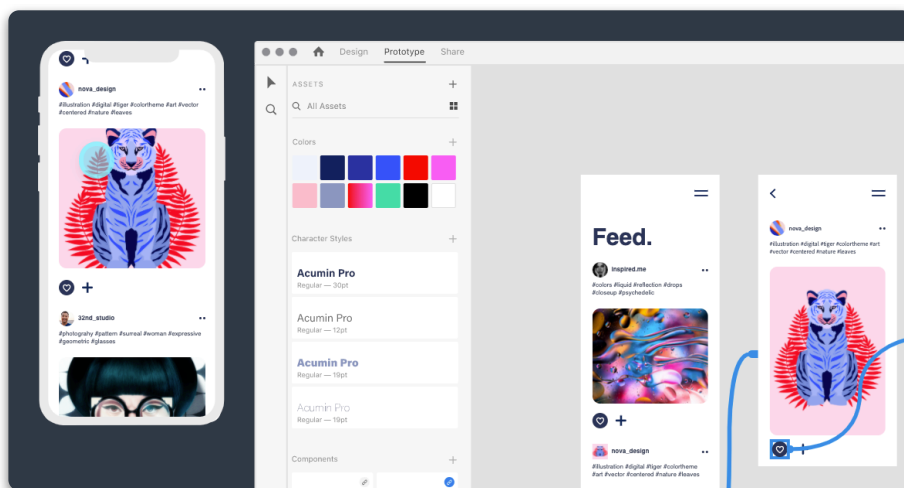 nova_design
#illustration #digital #tiger #colortheme #art #vector
#centered #nature #leaves
32nd_studio
#photograhy #pattern #surreal #woman #expressive
#geometric #glasses
Design
Prototype
Share
ASSETS
All Assets
Colors
Character Styles
Acumin Pro
Regular — 30pt
Acumin Pro
Regular — 12pt
Acumin Pro
Regular — 19pt
Acumin Pro
Regular — 19pt
Components
Feed.
inspired.me
#colors #liquid #reflection #drops
#closeup #psychedelic
nova_design
#illustration #digital #tiger #colortheme
#art #vector #centered #nature #leaves
nova_design
#illustration #digital #tiger #colortheme #art
#vector #centered #nature #leaves